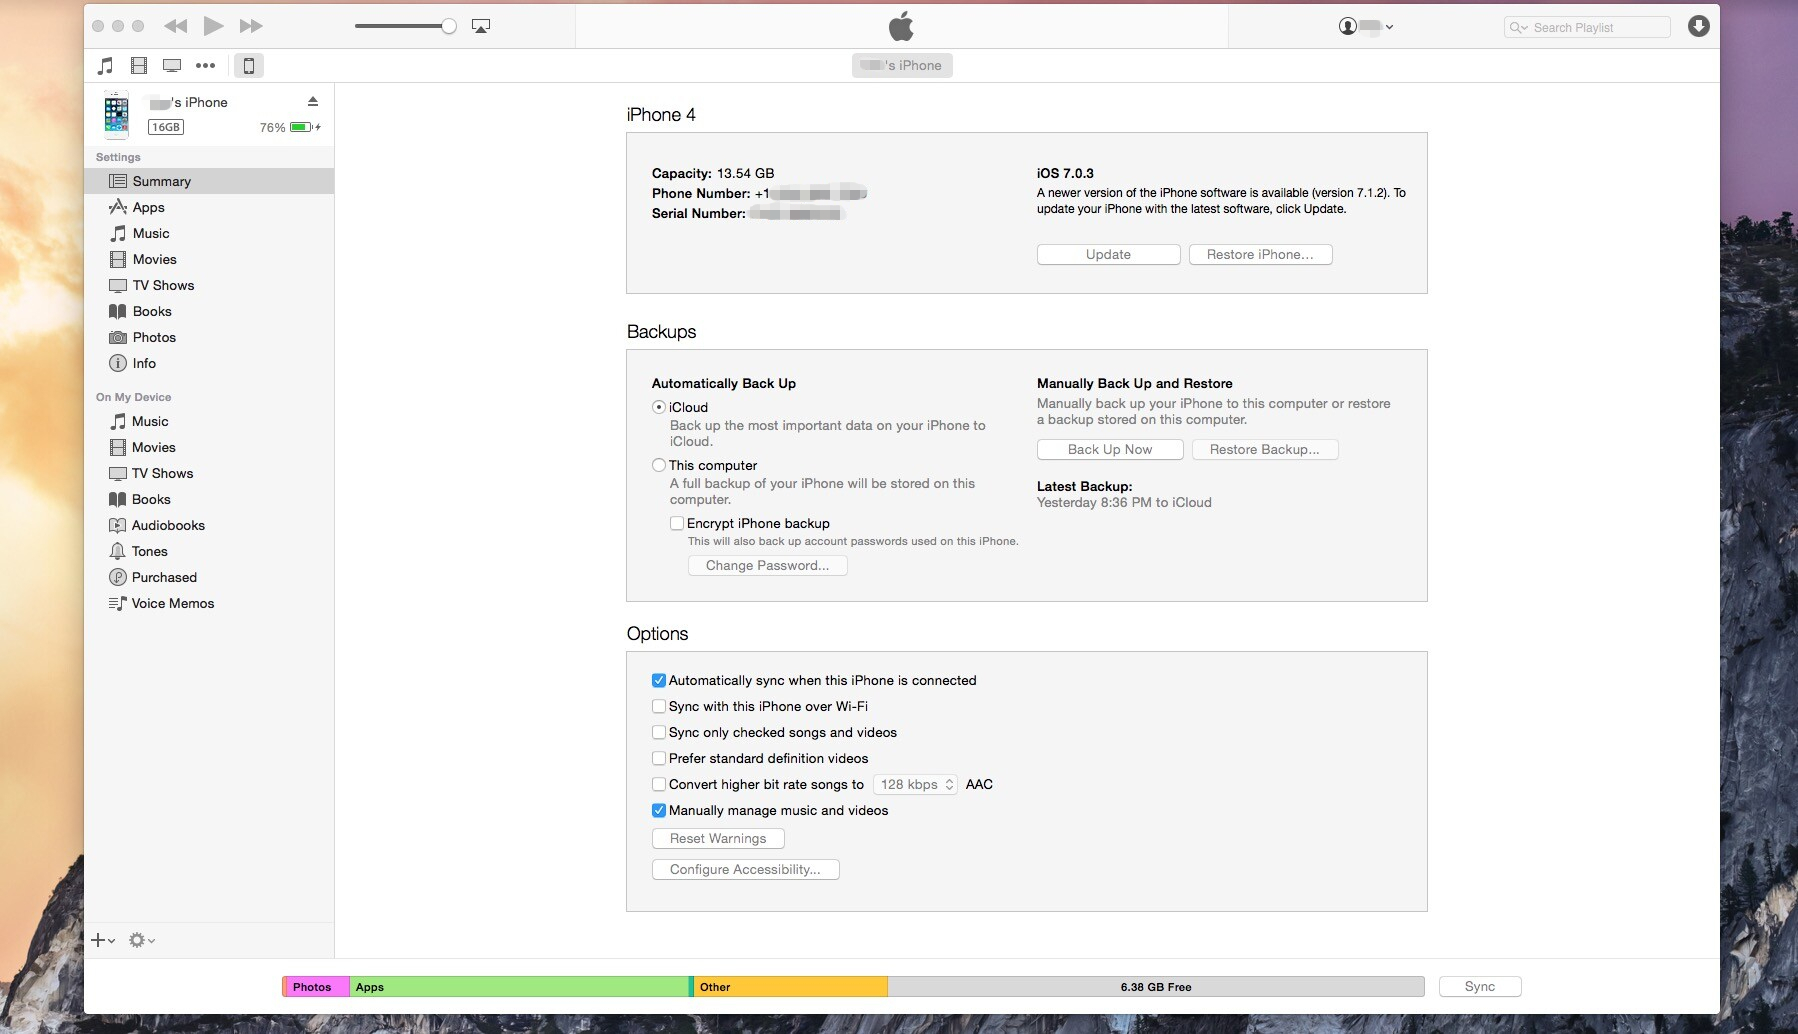 Search Playlist
's iPhone
's iPhone
16GB
76%
Settings
Summary
Apps
Music
Movies
TV Shows
Books
Photos
Info
On My Device
Music
Movies
TV Shows
Books
Audiobooks
Tones
Purchased
Voice Memos
iPhone 4
Capacity: 13.54 GB
Phone Number: +1
Serial Number:
iOS 7.0.3
A newer version of the iPhone software is available (version 7.1.2). To
update your iPhone with the latest software, click Update.
Update
Restore iPhone...
Backups
Automatically Back Up
iCloud
Back up the most important data on your iPhone to
iCloud.
This computer
A full backup of your iPhone will be stored on this
computer.
Encrypt iPhone backup
This will also back up account passwords used on this iPhone.
Change Password...
Manually Back Up and Restore
Manually back up your iPhone to this computer or restore
a backup stored on this computer.
Back Up Now
Restore Backup...
Latest Backup:
Yesterday 8:36 PM to iCloud
Options
Automatically sync when this iPhone is connected
Sync with this iPhone over Wi-Fi
Sync only checked songs and videos
Prefer standard definition videos
Convert higher bit rate songs to 128 kbps AAC
Manually manage music and videos
Reset Warnings
Configure Accessibility...
Photos
Apps
Other
6.38 GB Free
Sync